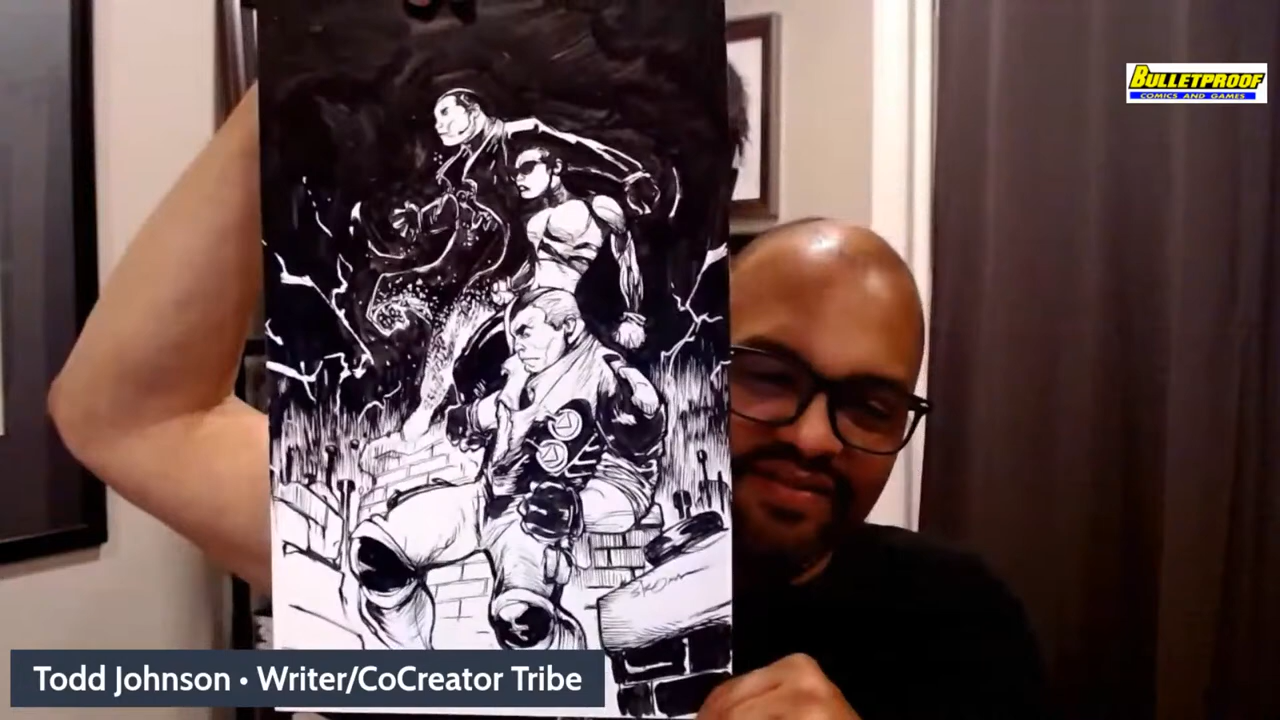 BULLETPROOF
COMICS AND GAMES
Todd Johnson • Writer/CoCreator Tribe